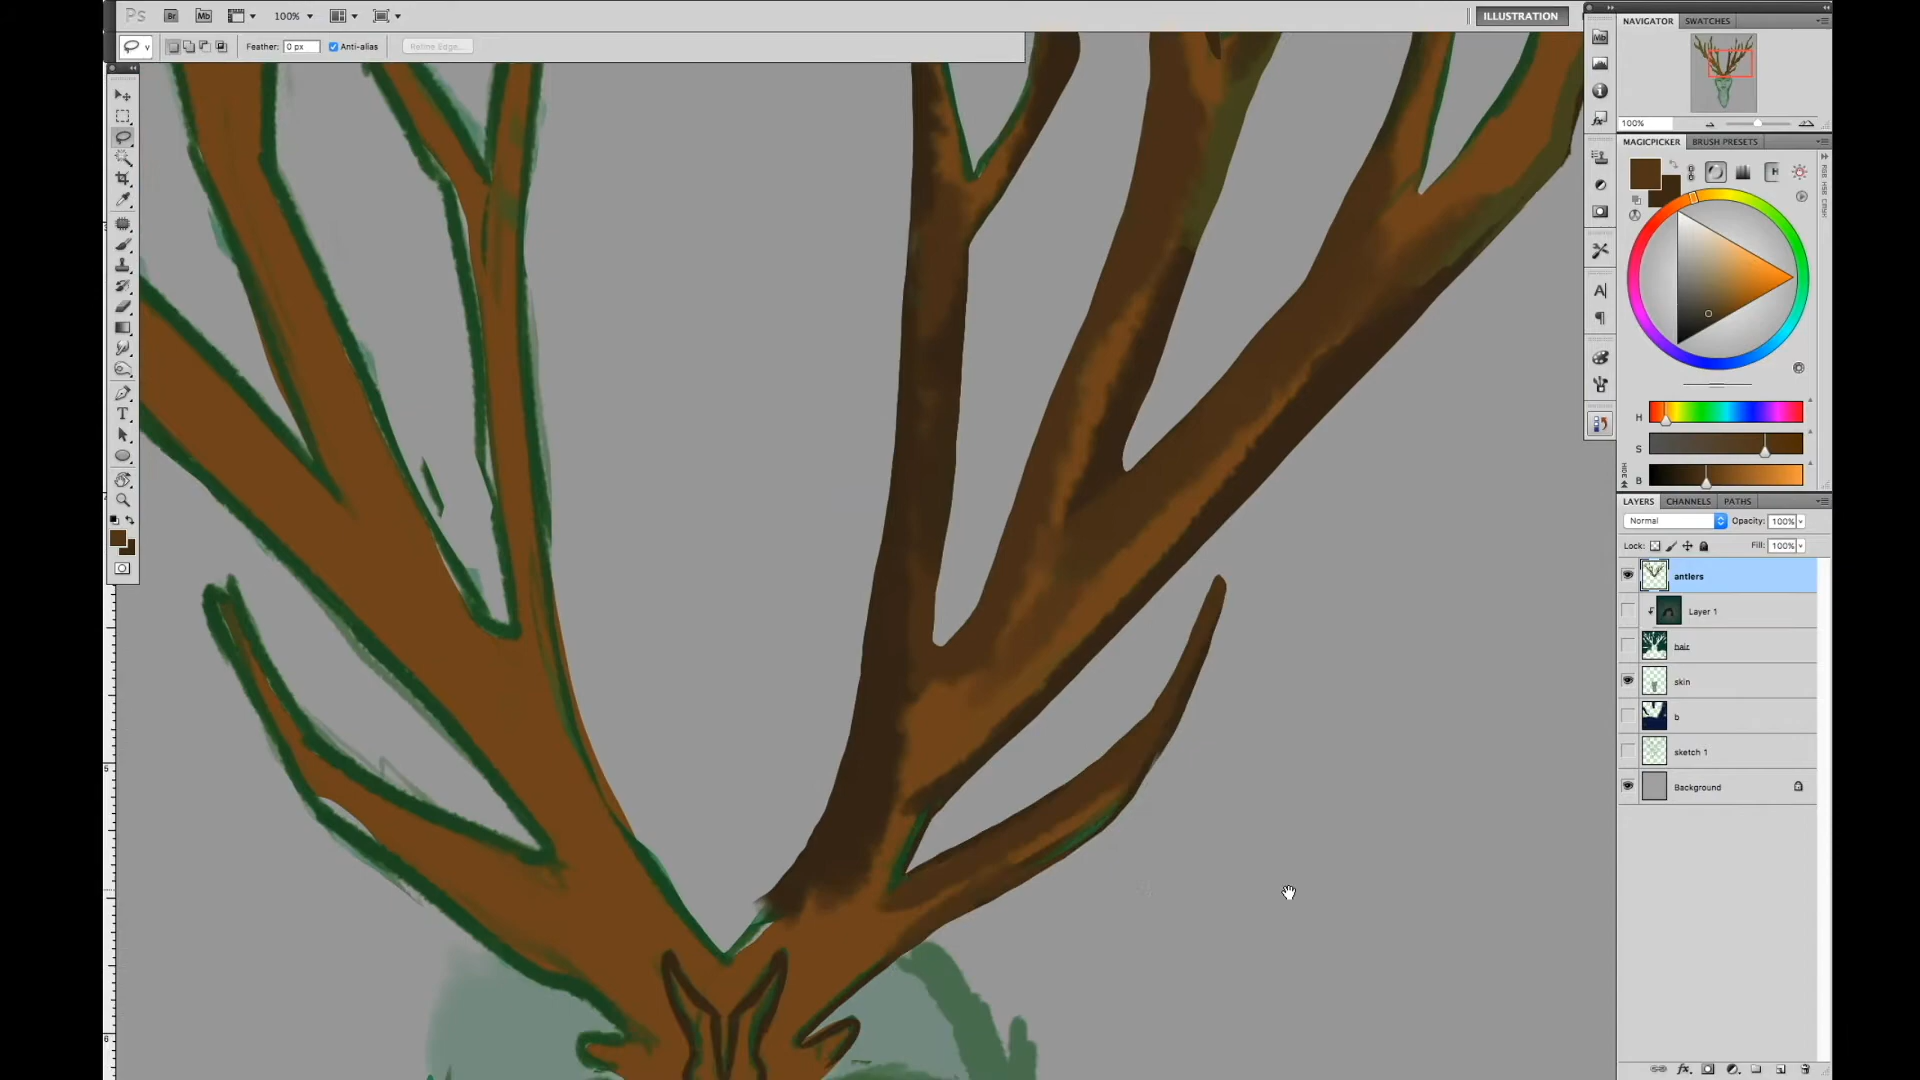 Ps Br Mb 100% ILLUSTRATION
Feather: 0 px Anti-alias Refine Edge...
NAVIGATOR SWATCHES
100%
MAGICPICKER BRUSH PRESETS
H
S
B
LAYERS CHANNELS PATHS
Normal Opacity: 100%
Lock: Fill: 100%
antlers
Layer 1
hair
skin
b
sketch 1
Background